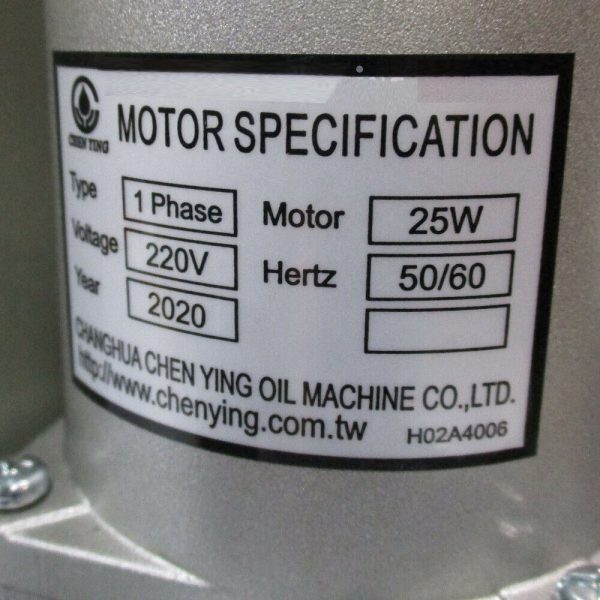 CHEN YING
MOTOR SPECIFICATION
Type 1 Phase Motor 25W
Voltage 220V Hertz 50/60
Year 2020
CHANGHUA CHEN YING OIL MACHINE CO.,LTD.
http://www.chenying.com.tw H02A4006